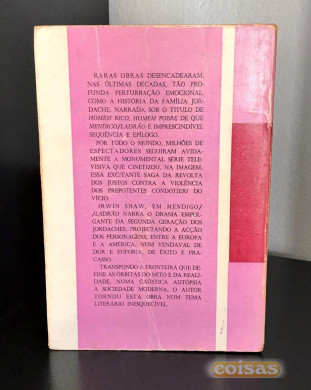 RARAS OBRAS DESENCADEARAM,
NAS ÚLTIMAS DÉCADAS, TÃO PRO-
FUNDA PERTURBAÇÃO EMOCIONAL,
COMO A HISTÓRIA DA FAMÍLIA JOR-
DACHE, NARRADA, SOB O TÍTULO DE
HOMEM RICO, HOMEM POBRE DE QUE
MENDIGO/LADRÃO É IMPRESCINDÍVEL
SEQUÊNCIA E EPÍLOGO.
POR TODO O MUNDO, MILHÕES DE
ESPECTADORES SEGUIRAM AVIDA-
MENTE A MONUMENTAL SÉRIE TELE-
VISIVA QUE CINETIZOU, NA IMAGEM,
ESSA EXCITANTE SAGA DA REVOLTA
DOS JUSTOS CONTRA A VIOLÊNCIA
DOS PREPOTENTES CONDOTTIERI DO
VÍCIO.
IRWIN SHAW, EM MENDIGO/
/LADRÃO NARRA O DRAMA EMPOL-
GANTE DA SEGUNDA GERAÇÃO DOS
JORDACHES, PROJECTANDO A ACÇÃO
DOS PERSONAGENS, ENTRE A EUROPA
E A AMÉRICA, NUM VENDAVAL DE
DOR E EUFORIA, DE ÊXITO E FRA-
CASSO.
TRANSPONDO A FRONTEIRA QUE DE-
FINE AS ÓRBITAS DO MITO E DA REALI-
DADE, NUMA CAÚSTICA AUTÓPSIA
À SOCIEDADE MODERNA, O AUTOR
TORNOU ESTA OBRA NUM TEMA
LITERÁRIO INESQUECÍVEL.
coisas